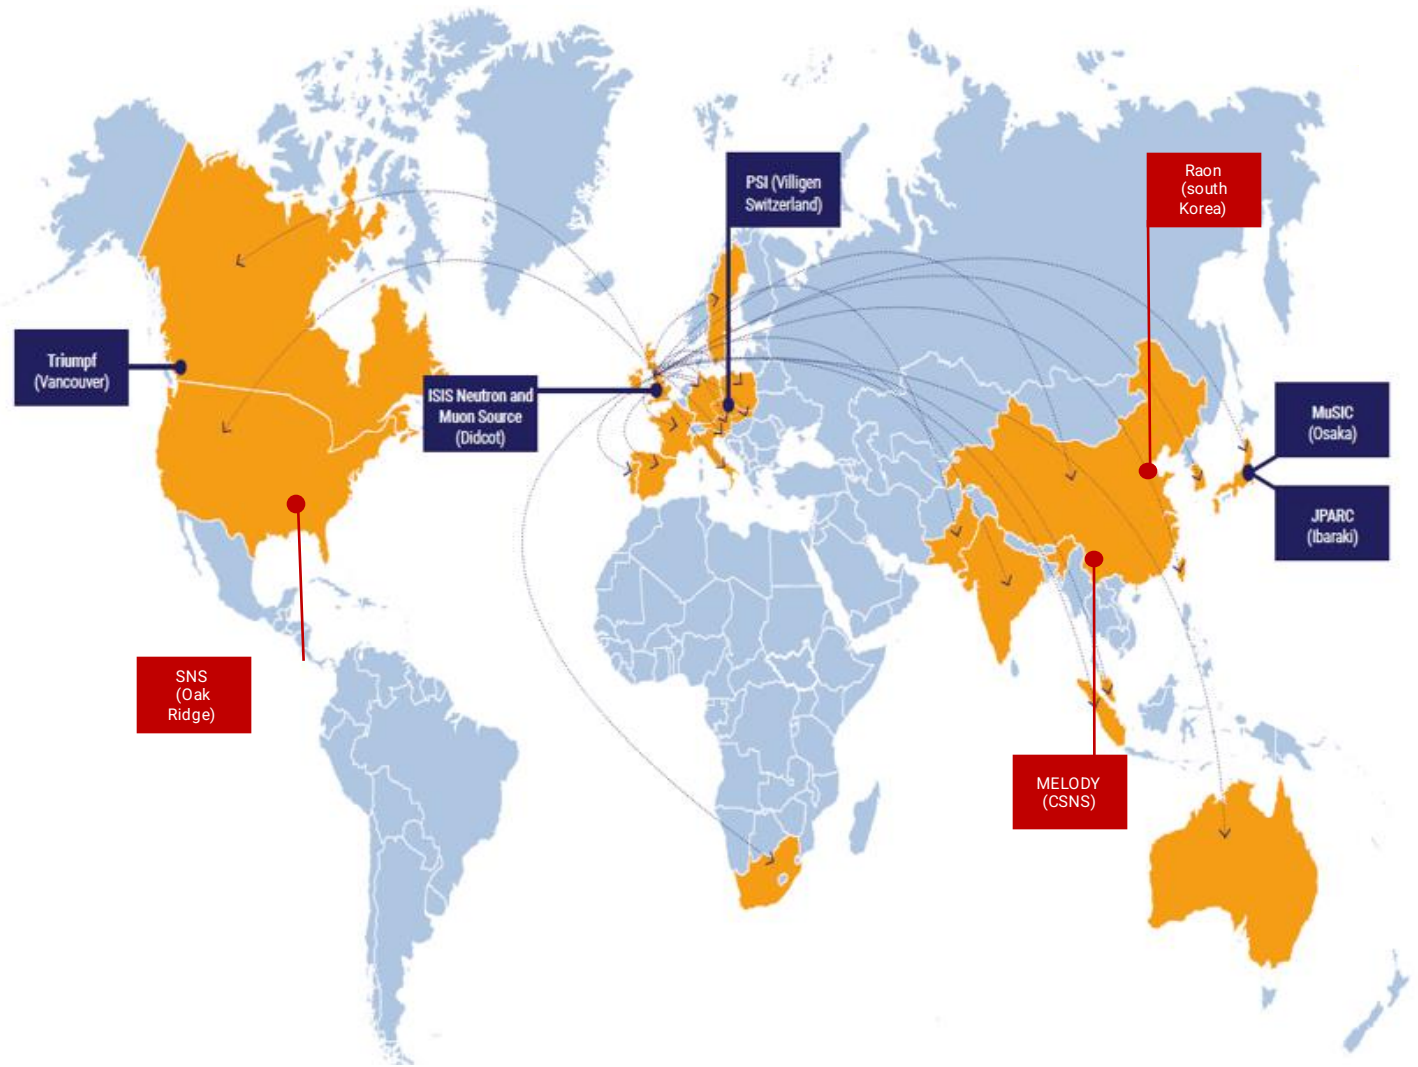 PSI (Villigen
Switzerland)
Raon
(south
Korea)
Triumpf
(Vancouver)
ISIS Neutron and
Muon Source
(Didcot)
MuSIC
(Osaka)
JPARC
(Ibaraki)
SNS
(Oak
Ridge)
MELODY
(CSNS)